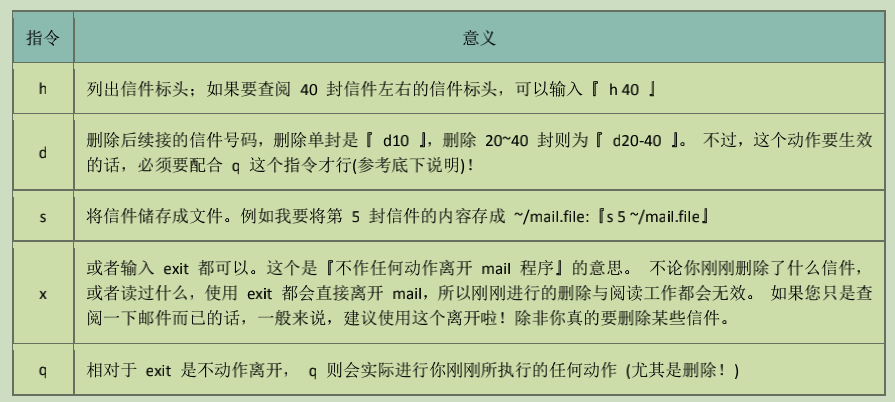 指令 意义
h 列出信件标头；如果要查阅 40 封信件左右的信件标头，可以输入『 h 40 』
d 删除后续接的信件号码，删除单封是『 d10 』，删除 20~40 封则为『 d20-40 』。 不过，这个动作要生效
的话，必须要配合 q 这个指令才行(参考底下说明)！
s 将信件储存成文件。例如我要将第 5 封信件的内容存成 ~/mail.file:『s 5 ~/mail.file』
x 或者输入 exit 都可以。这个是『不作任何动作离开 mail 程序』的意思。 不论你刚刚删除了什么信件，
或者读过什么，使用 exit 都会直接离开 mail，所以刚刚进行的删除与阅读工作都会无效。 如果您只是查
阅一下邮件而已的话，一般来说，建议使用这个离开啦！除非你真的要删除某些信件。
q 相对于 exit 是不动作离开， q 则会实际进行你刚刚所执行的任何动作 (尤其是删除！)